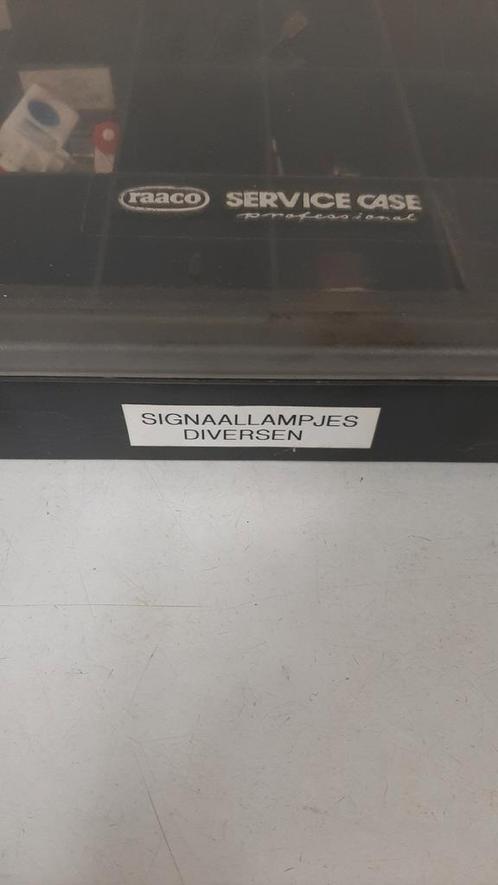 raaco SERVICE CASE
professional
SIGNAALLAMPJES
DIVERSEN